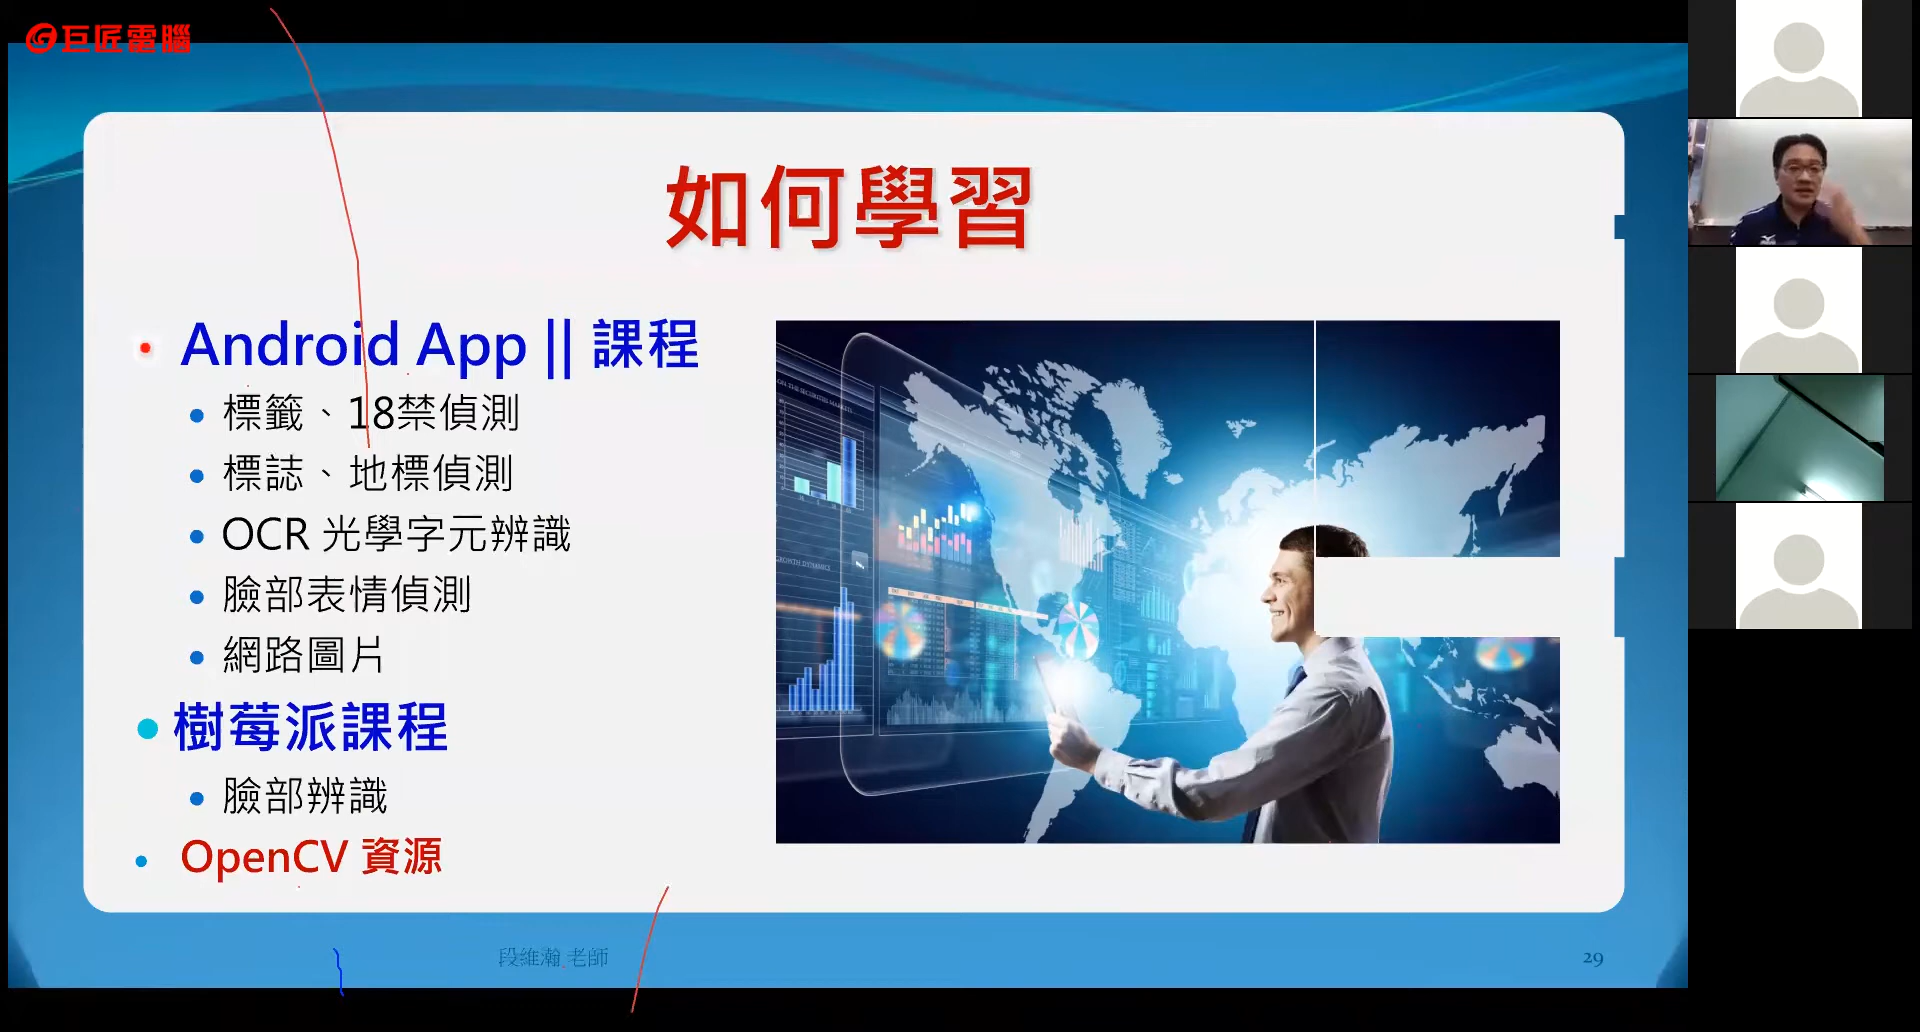 巨匠電腦
如何學習
Android App || 課程
標籤、18禁偵測
標誌、地標偵測
OCR 光學字元辨識
臉部表情偵測
網路圖片
樹莓派課程
臉部辨識
OpenCV 資源
段維瀚 老師
29